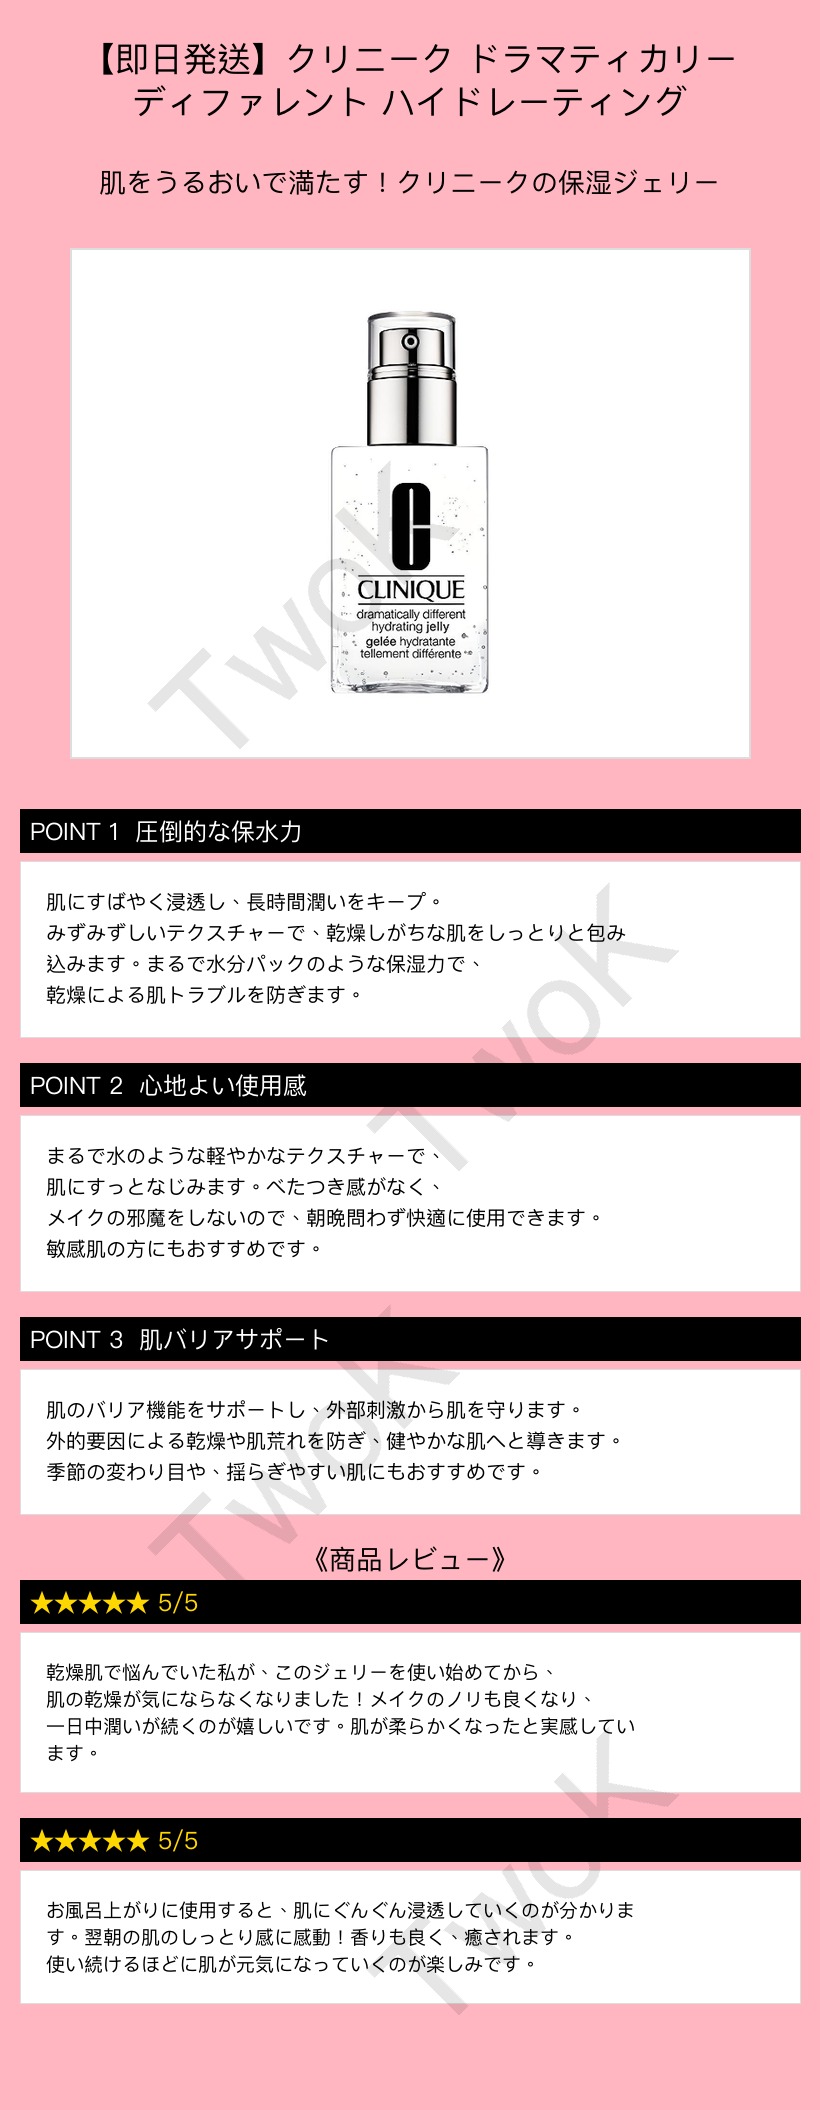 【即日発送】クリニーク ドラマティカリー
ディファレント ハイドレーティング
肌をうるおいで満たす！クリニークの保湿ジェリー
CLINIQUE
dramatically different
hydrating jelly
gelée hydratante
tellement différente
TwoK
POINT 1 圧倒的な保水力
肌にすばやく浸透し、長時間潤いをキープ。
みずみずしいテクスチャーで、乾燥しがちな肌をしっとりと包み
込みます。まるで水分パックのような保湿力で、
乾燥による肌トラブルを防ぎます。
TwoK
POINT 2 心地よい使用感
まるで水のような軽やかなテクスチャーで、
肌にすっとなじみます。べたつき感がなく、
メイクの邪魔をしないので、朝晩問わず快適に使用できます。
敏感肌の方にもおすすめです。
POINT 3 肌バリアサポート
肌のバリア機能をサポートし、外部刺激から肌を守ります。
外的要因による乾燥や肌荒れを防ぎ、健やかな肌へと導きます。
季節の変わり目や、揺らぎやすい肌にもおすすめです。
TwoK
《商品レビュー》
★★★★★ 5/5
乾燥肌で悩んでいた私が、このジェリーを使い始めてから、
肌の乾燥が気にならなくなりました！メイクのノリも良くなり、
一日中潤いが続くのが嬉しいです。肌が柔らかくなったと実感してい
ます。
★★★★★ 5/5
お風呂上がりに使用すると、肌にぐんぐん浸透していくのが分かりま
す。翌朝の肌のしっとり感に感動！香りも良く、癒されます。
使い続けるほどに肌が元気になっていくのが楽しみです。
TwoK